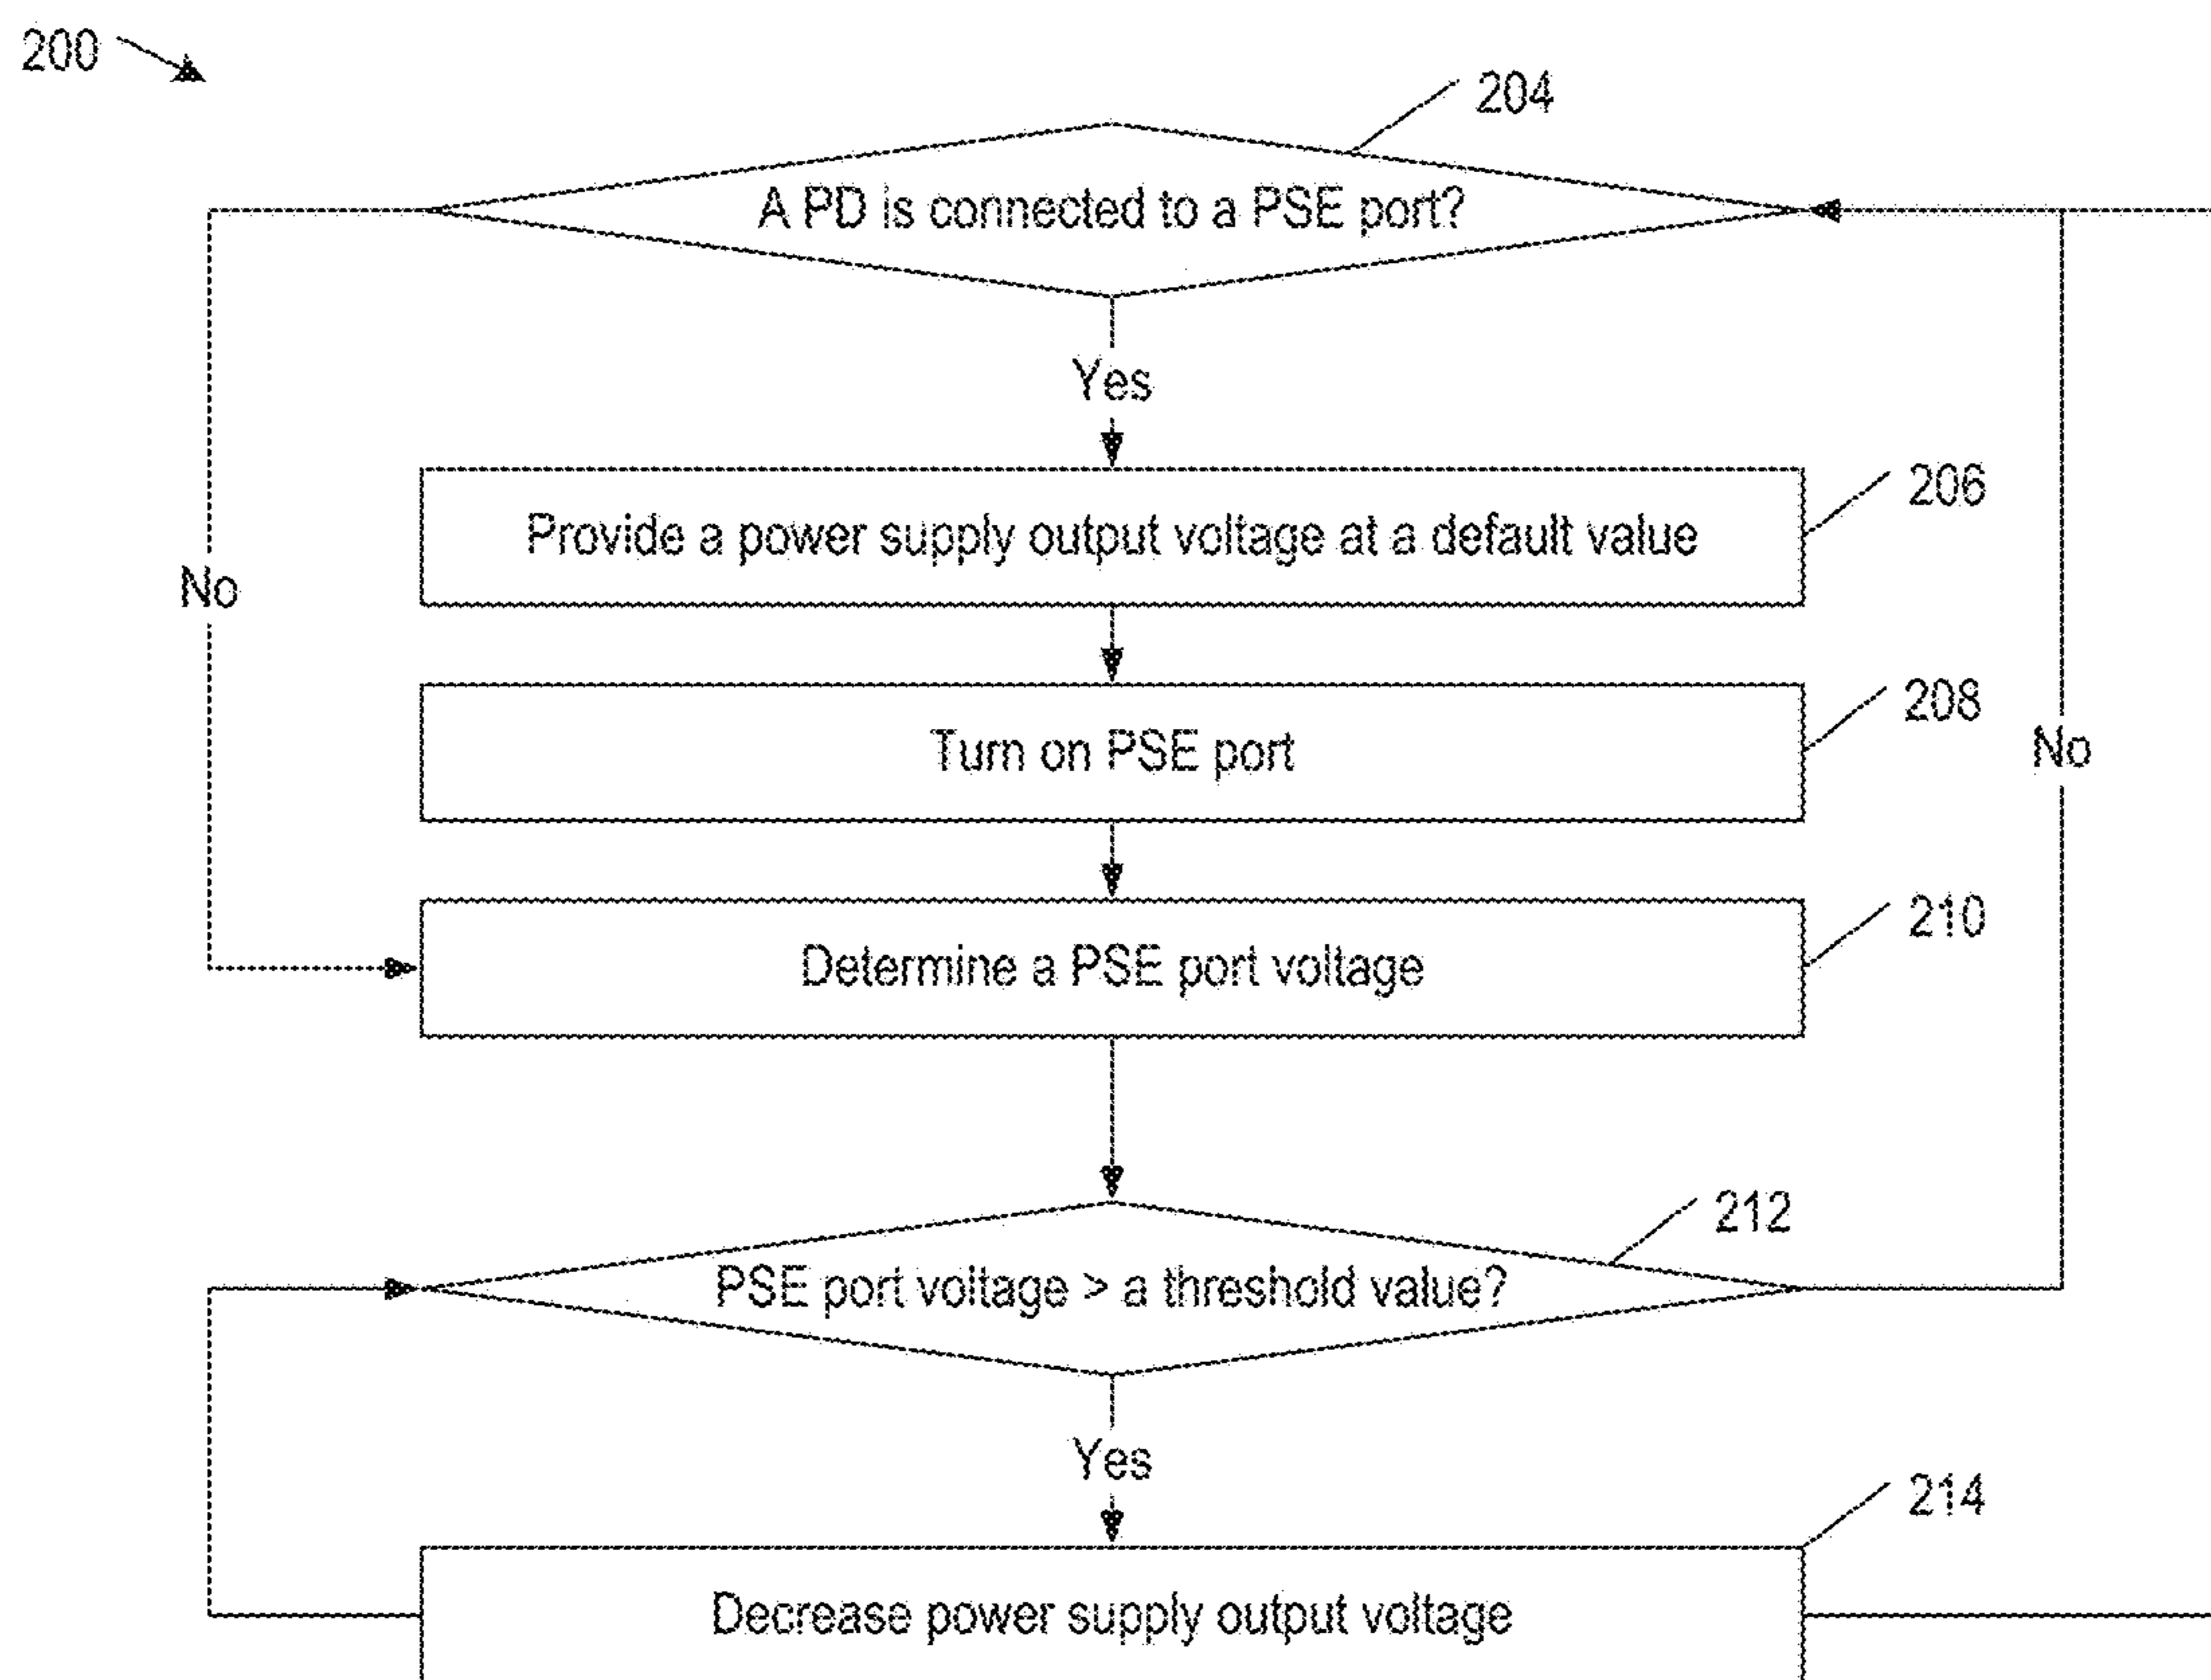 200
204
A PD is connected to a PSE port?
Yes
206
Provide a power supply output voltage at a default value
No
208
Turn on PSE port
No
210
Determine a PSE port voltage
212
PSE port voltage > a threshold value?
Yes
214
Decrease power supply output voltage